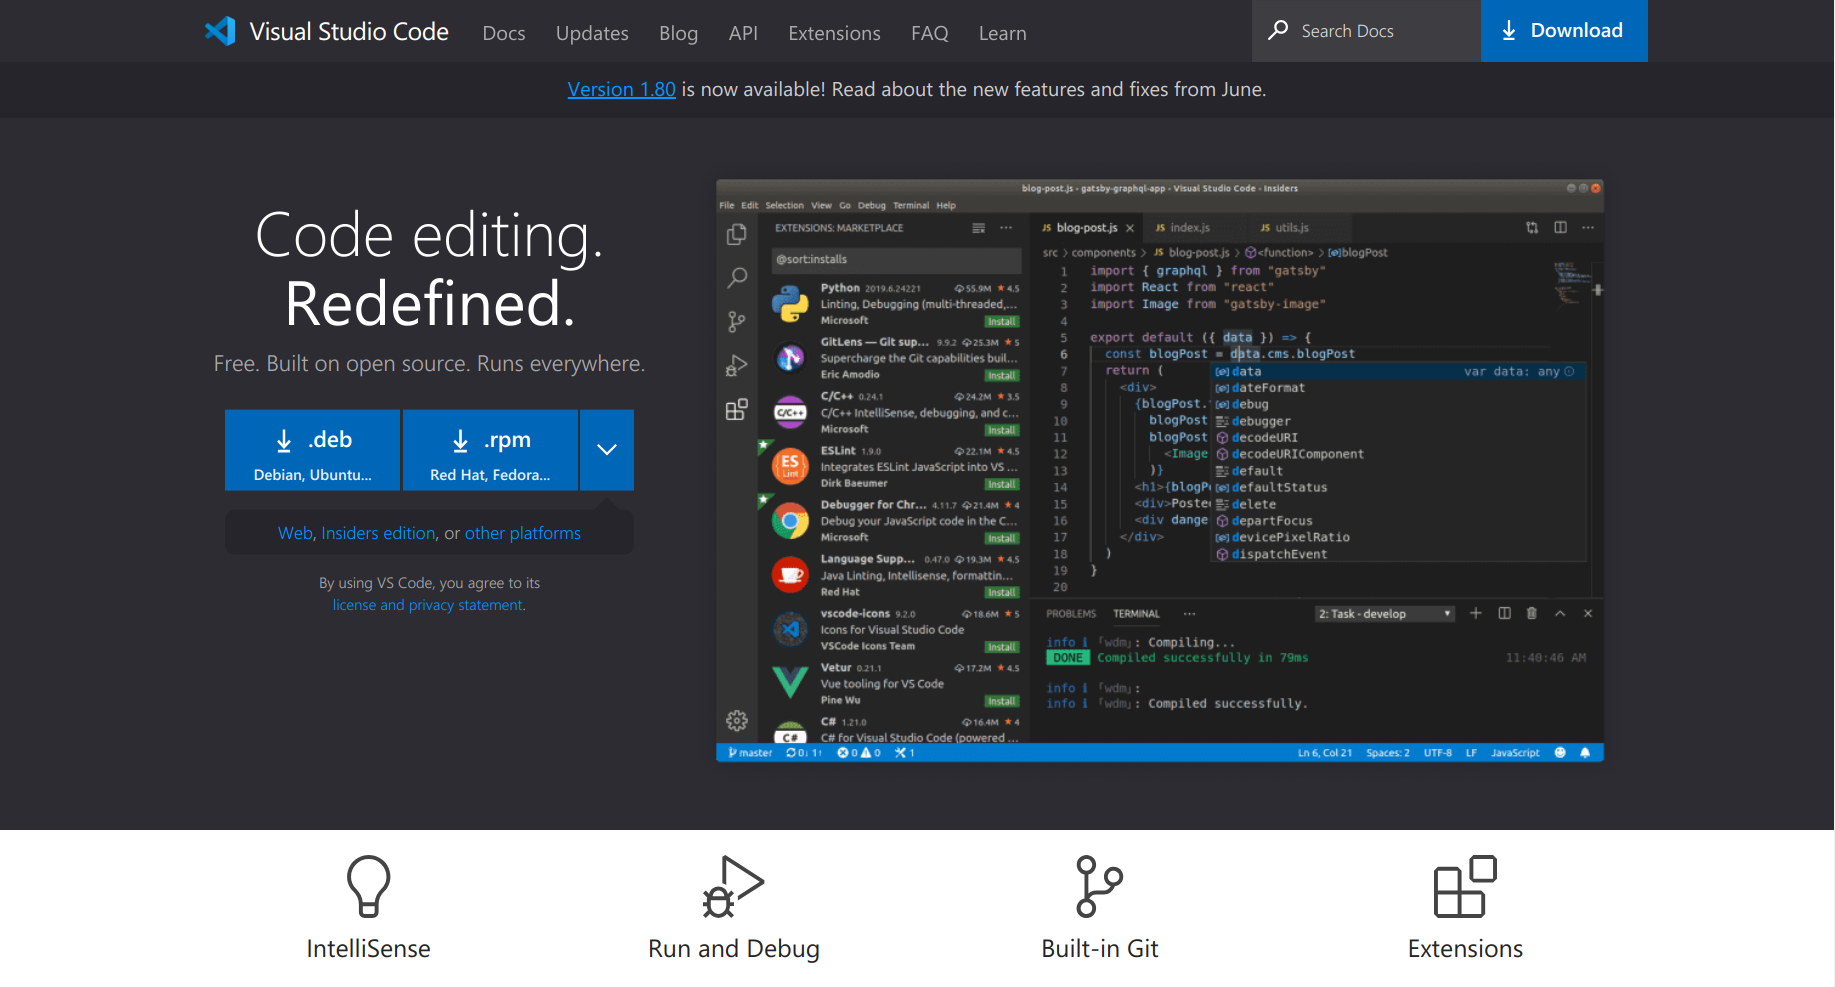 Visual Studio Code Docs Updates Blog API Extensions FAQ Learn Search Docs Download
Version 1.80 is now available! Read about the new features and fixes from June.
Code editing.
Redefined.
Free. Built on open source. Runs everywhere.
.deb
Debian, Ubuntu...
.rpm
Red Hat, Fedora...
Web, Insiders edition, or other platforms
By using VS Code, you agree to its
license and privacy statement.
blog-post.js - gatsby-graphql-app - Visual Studio Code - Insiders
File Edit Selection View Go Debug Terminal Help
EXTENSIONS: MARKETPLACE
@sort:installs
Python 2019.6.24221 55.9M ★ 4.5
Linting, Debugging (multi-threaded,...
Microsoft Install
GitLens — Git sup... 9.9.2 25.3M ★ 5
Supercharge the Git capabilities buil...
Eric Amodio Install
C/C++ 0.24.1 24.2M ★ 3.5
C/C++ IntelliSense, debugging, and c...
Microsoft Install
C/C++
ESLint 1.9.0 22.1M ★ 4.5
Integrates ESLint JavaScript into VS ...
Dirk Baeumer Install
ES
Lint
Debugger for Chr... 4.11.7 21.4M ★ 4
Debug your JavaScript code in the C...
Microsoft Install
Language Supp... 0.47.0 19.3M ★ 4.5
Java Linting, Intellisense, formattin...
Red Hat Install
vscode-icons 9.2.0 18.6M ★ 5
Icons for Visual Studio Code
VSCode Icons Team Install
Vetur 0.21.1 17.2M ★ 4.5
Vue tooling for VS Code
Pine Wu Install
C# 1.21.0 16.4M ★ 4
C# for Visual Studio Code (powered ...
C#
JS blog-post.js JS index.js JS utils.js
src > components > JS blog-post.js > <function> > blogPost
1 import { graphql } from "gatsby"
2 import React from "react"
3 import Image from "gatsby-image"
4
5 export default ({ data }) => {
6 const blogPost = data.cms.blogPost
7 return (
8 <div>
9 {blogPost.
10 blogPost
11 blogPost
12 <Image
13 )}
14 <h1>{blogP
15 <div>Poste
16 <div dange
17 </div>
18 )
19 }
20
data var data: any
dateFormat
debug
debugger
decodeURI
decodeURIComponent
default
defaultStatus
delete
departFocus
devicePixelRatio
dispatchEvent
PROBLEMS TERMINAL ... 2: Task - develop
info ℹ 「wdm」: Compiling...
DONE Compiled successfully in 79ms 11:40:46 AM
info ℹ 「wdm」:
info ℹ 「wdm」: Compiled successfully.
master 0↓ 1↑ 0 0 1 Ln 6, Col 21 Spaces: 2 UTF-8 LF JavaScript
IntelliSense
Run and Debug
Built-in Git
Extensions